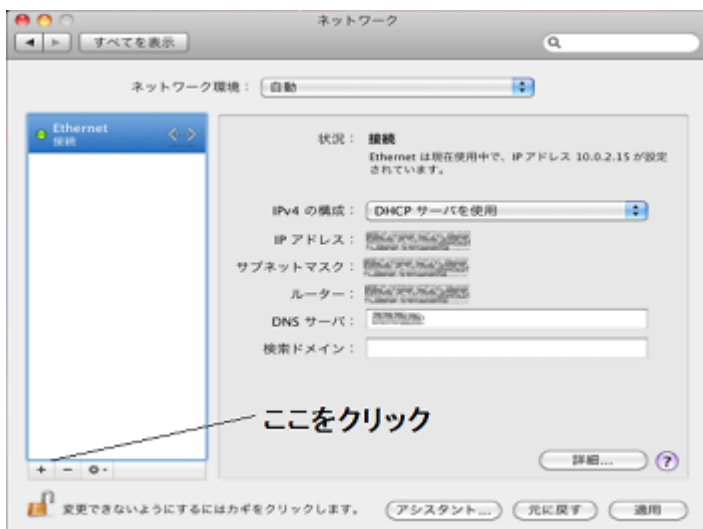 ネットワーク
すべてを表示
ネットワーク環境： 自動
Ethernet
接続
状況： 接続
Ethernet は現在使用中で、IP アドレス 10.0.2.15 が設定
されています。
IPv4 の構成： DHCP サーバを使用
IP アドレス：
サブネットマスク：
ルーター：
DNS サーバ：
検索ドメイン：
ここをクリック
詳細... ?
変更できないようにするにはカギをクリックします。 アシスタント... 元に戻す 適用